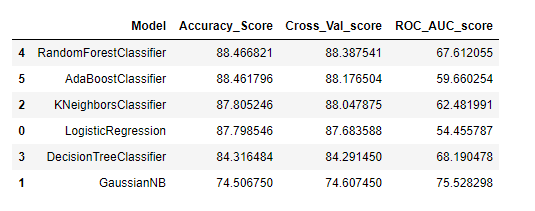 Model Accuracy_Score Cross_Val_score ROC_AUC_score
4 RandomForestClassifier 88.466821 88.387541 67.612055
5 AdaBoostClassifier 88.461796 88.176504 59.660254
2 KNeighborsClassifier 87.805246 88.047875 62.481991
0 LogisticRegression 87.798546 87.683588 54.455787
3 DecisionTreeClassifier 84.316484 84.291450 68.190478
1 GaussianNB 74.506750 74.607450 75.528298